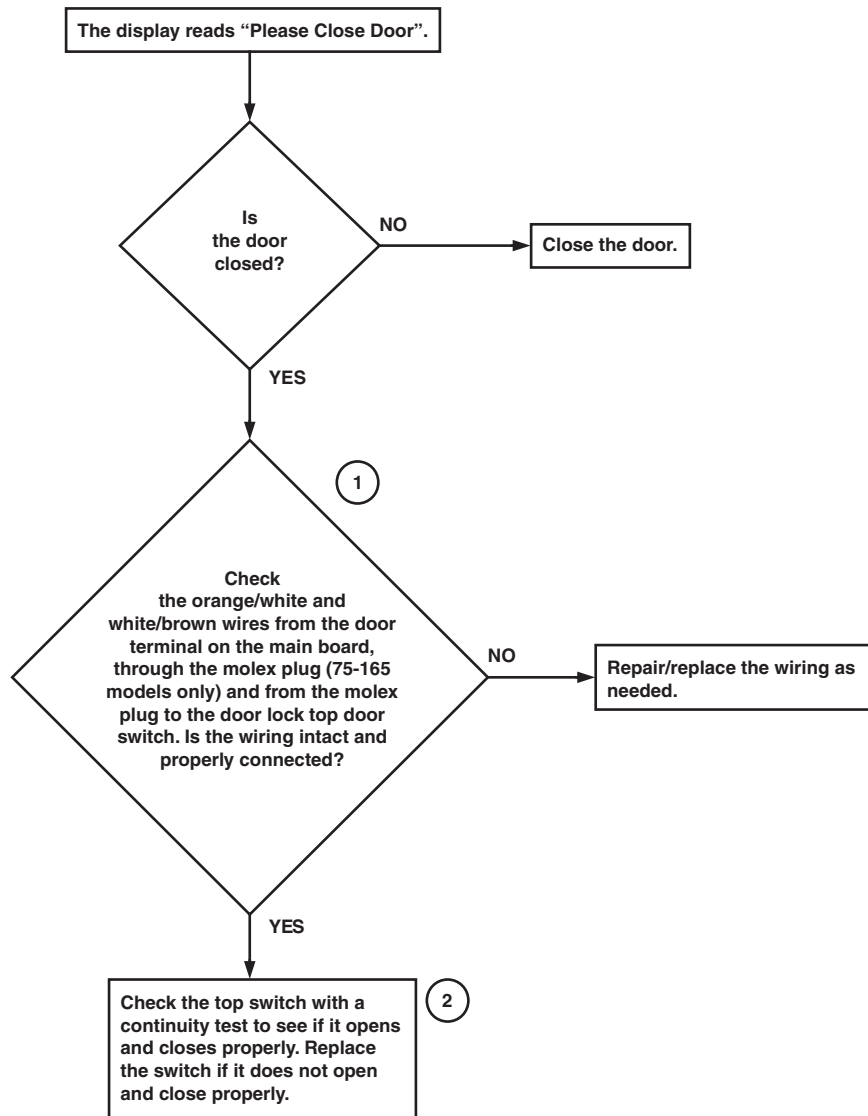 The display reads “Please Close Door”.
Is
the door
closed?
NO
Close the door.
YES
1
Check
the orange/white and
white/brown wires from the door
terminal on the main board,
through the molex plug (75-165
models only) and from the molex
plug to the door lock top door
switch. Is the wiring intact and
properly connected?
NO
Repair/replace the wiring as
needed.
YES
2
Check the top switch with a
continuity test to see if it opens
and closes properly. Replace
the switch if it does not open
and close properly.